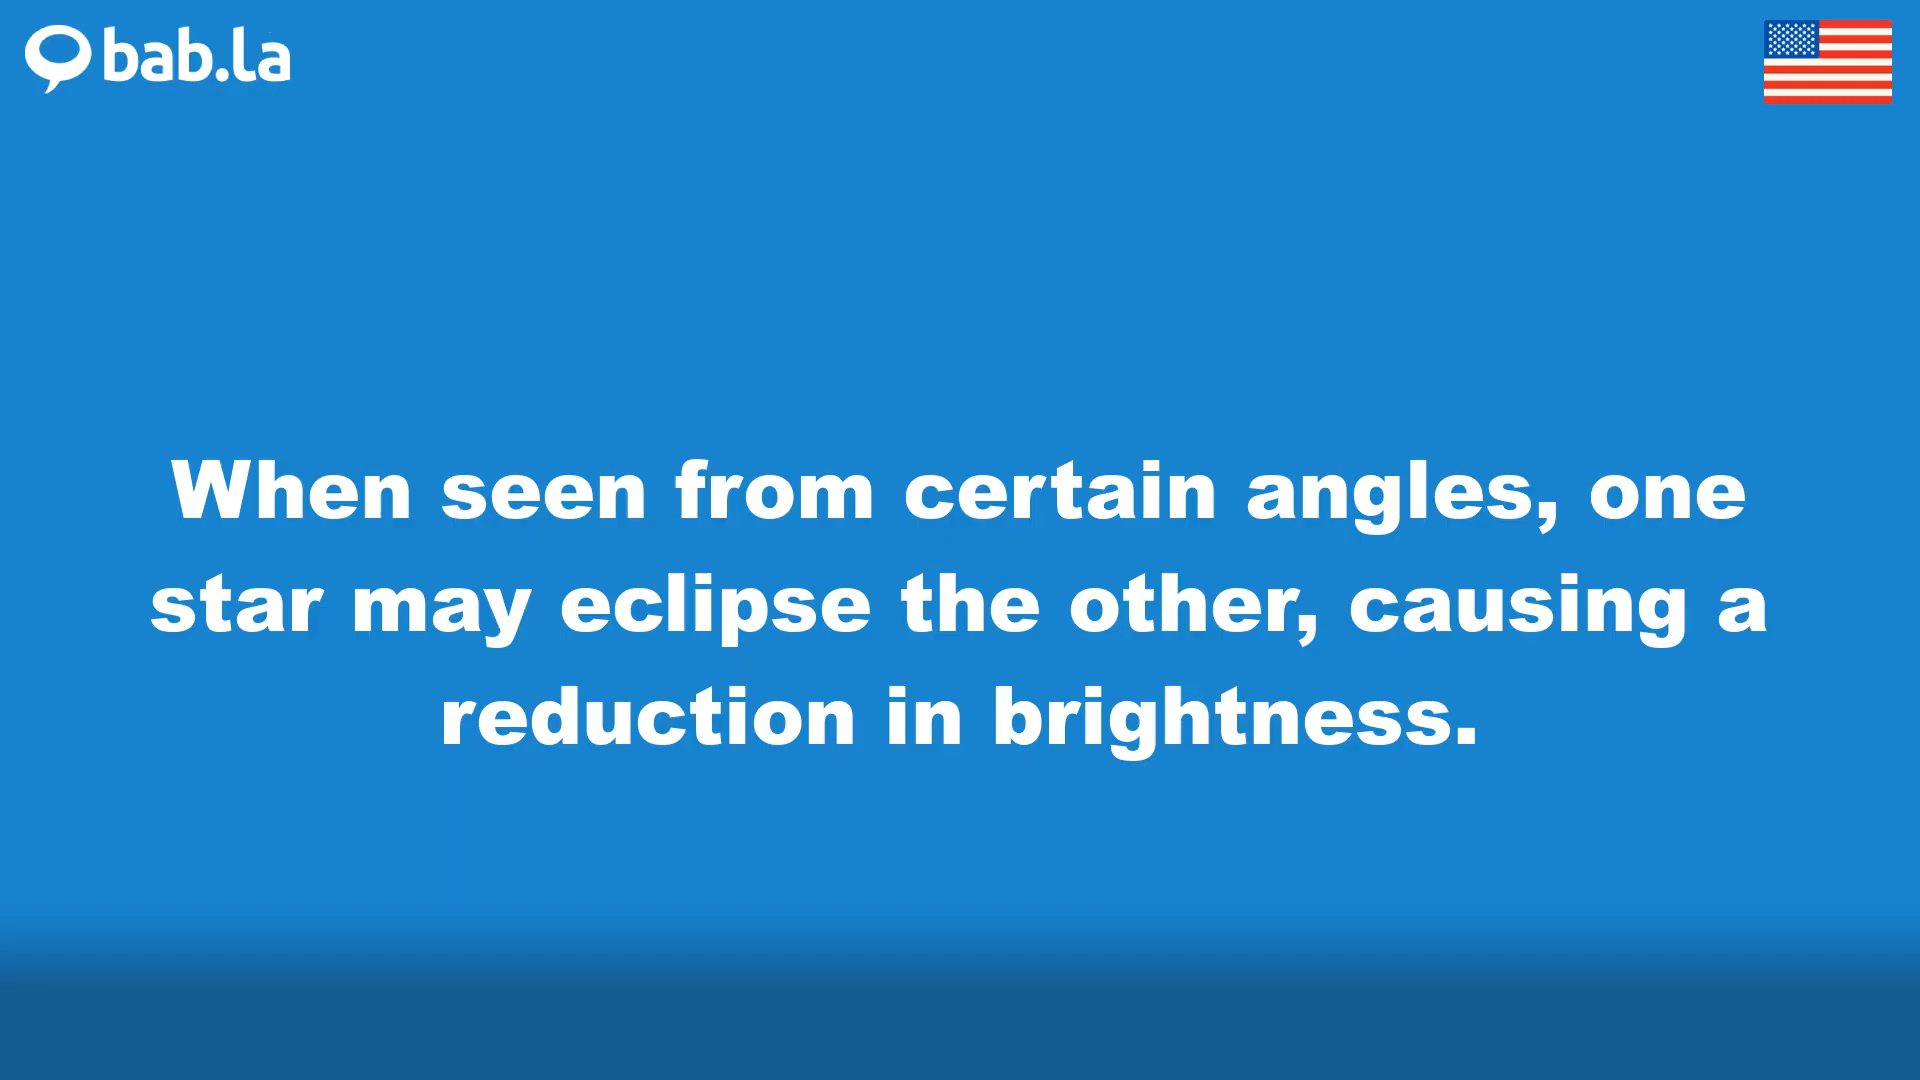 bab.la
When seen from certain angles, one
star may eclipse the other, causing a
reduction in brightness.